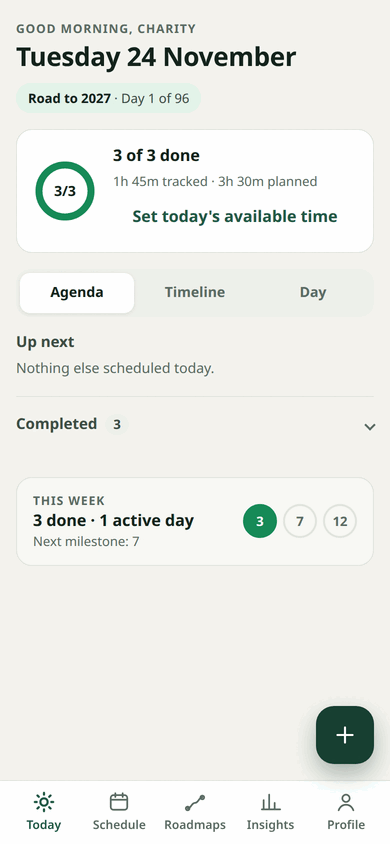 GOOD MORNING, CHARITY
Tuesday 24 November
Road to 2027 · Day 1 of 96
3/3
3 of 3 done
1h 45m tracked · 3h 30m planned
Set today's available time
Agenda
Timeline
Day
Up next
Nothing else scheduled today.
Completed 3
THIS WEEK
3 done · 1 active day
Next milestone: 7
3
7
12
Today
Schedule
Roadmaps
Insights
Profile